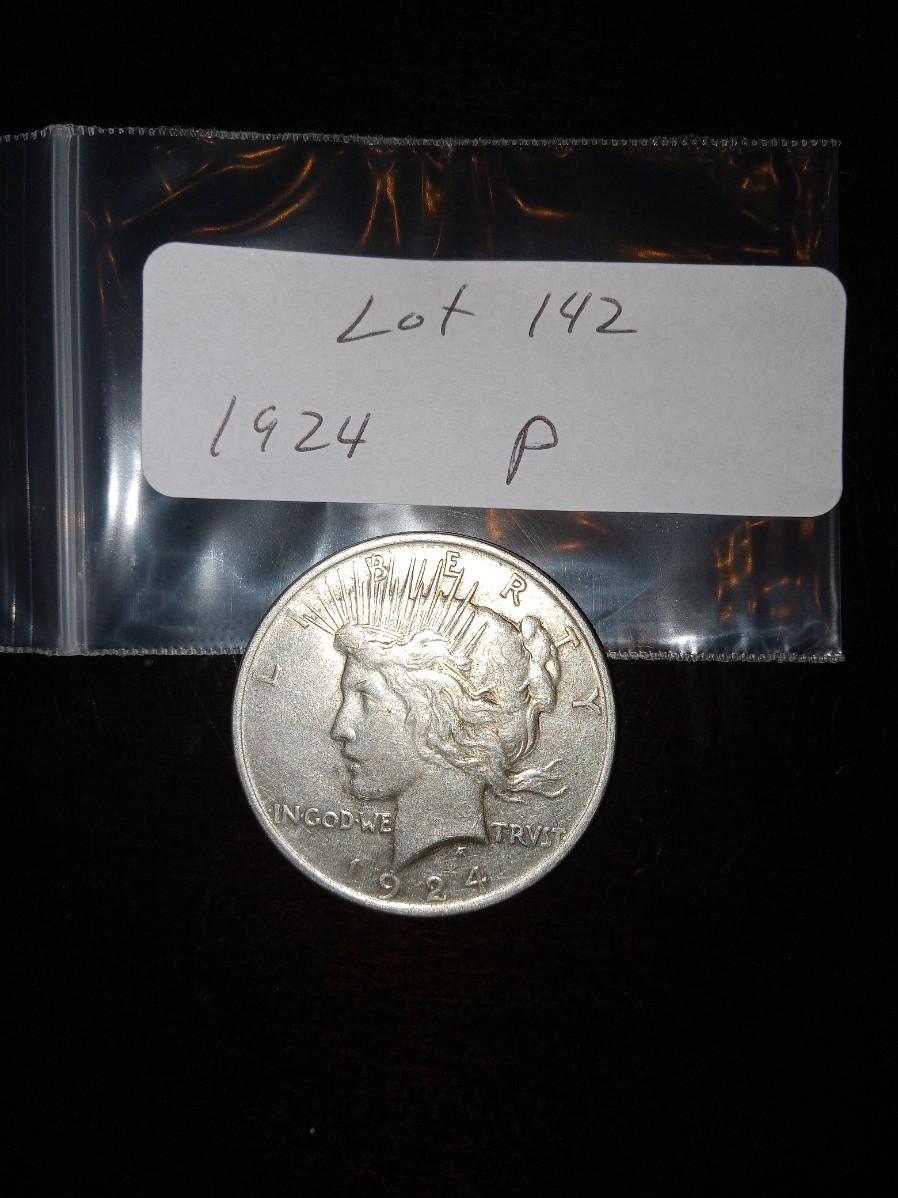 Lot 142
1924 P
LIBERTY
IN·GOD·WE TRVST
1924